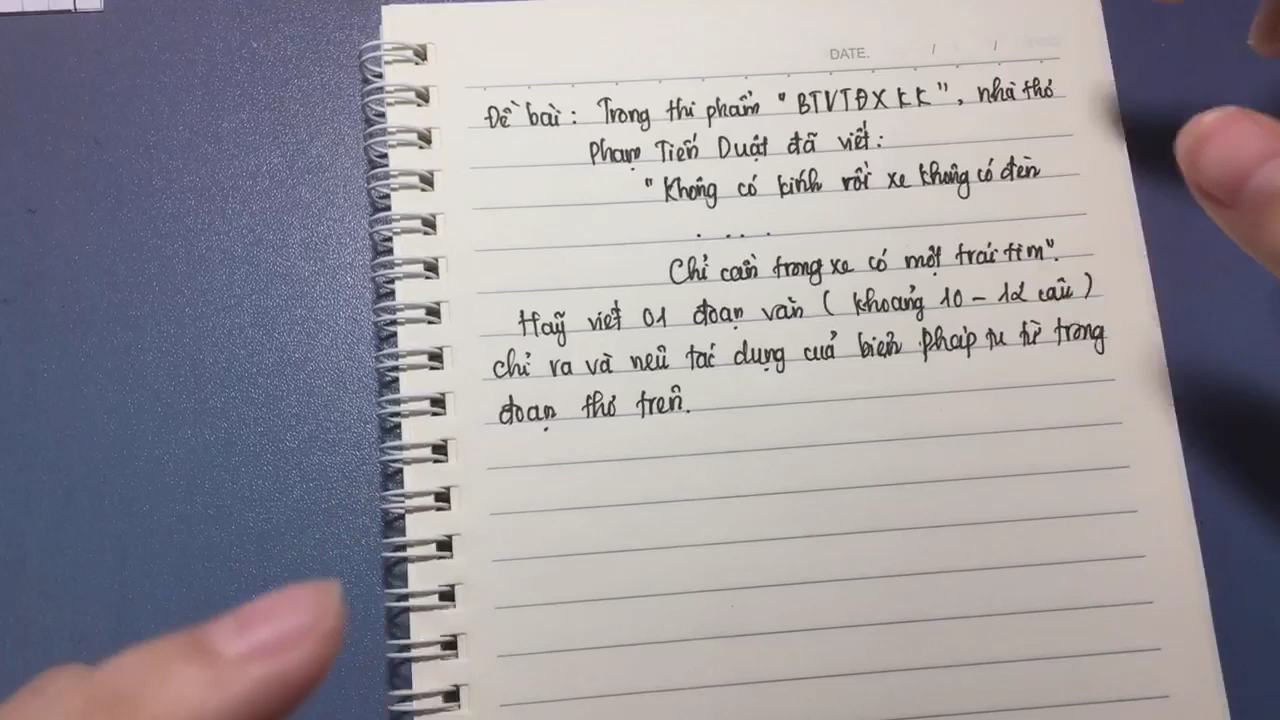 DATE. / /
Đề bài: Trong thi phẩm "BTVTĐXKK", nhà thơ
Phạm Tiến Duật đã viết:
"Không có kính rồi xe không có đèn
. . . .
Chỉ cần trong xe có một trái tim".
Hãy viết 01 đoạn văn (khoảng 10 - 12 câu)
chỉ ra và nêu tác dụng của biện pháp tu từ trong
đoạn thơ trên.